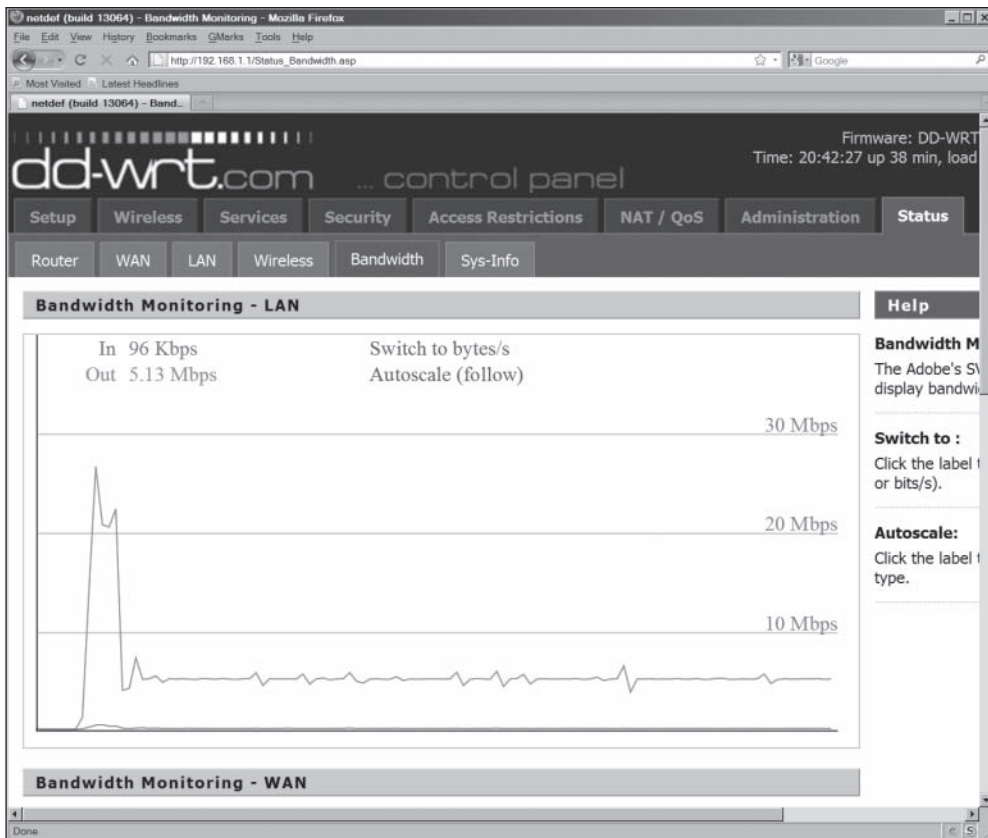 netdef (build 13064) - Bandwidth Monitoring - Mozilla Firefox
File Edit View History Bookmarks GMarks Tools Help
http://192.168.1.1/Status_Bandwidth.asp
Google
Most Visited Latest Headlines
netdef (build 13064) - Band...
dd-wrt.com ... control panel
Firmware: DD-WRT
Time: 20:42:27 up 38 min, load
Setup Wireless Services Security Access Restrictions NAT / QoS Administration Status
Router WAN LAN Wireless Bandwidth Sys-Info
Bandwidth Monitoring - LAN
In 96 Kbps
Out 5.13 Mbps
Switch to bytes/s
Autoscale (follow)
30 Mbps
20 Mbps
10 Mbps
Bandwidth Monitoring - WAN
Help
Bandwidth M
The Adobe's SV
display bandwi
Switch to :
Click the label t
or bits/s).
Autoscale:
Click the label t
type.
Done